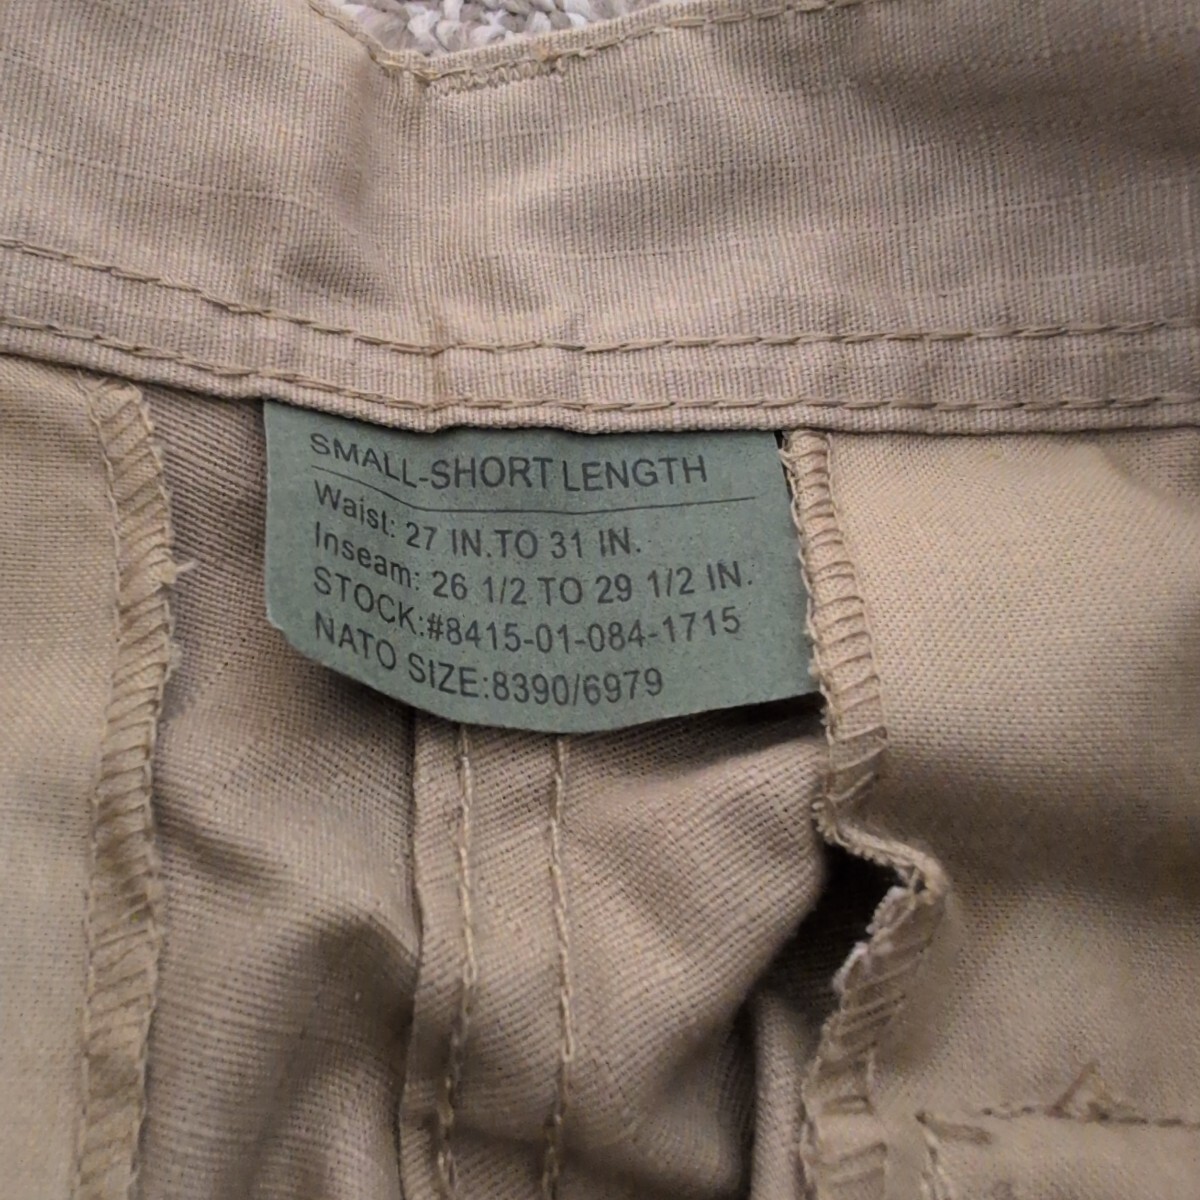 SMALL-SHORT LENGTH
Waist: 27 IN.TO 31 IN.
Inseam: 26 1/2 TO 29 1/2 IN.
STOCK:#8415-01-084-1715
NATO SIZE:8390/6979